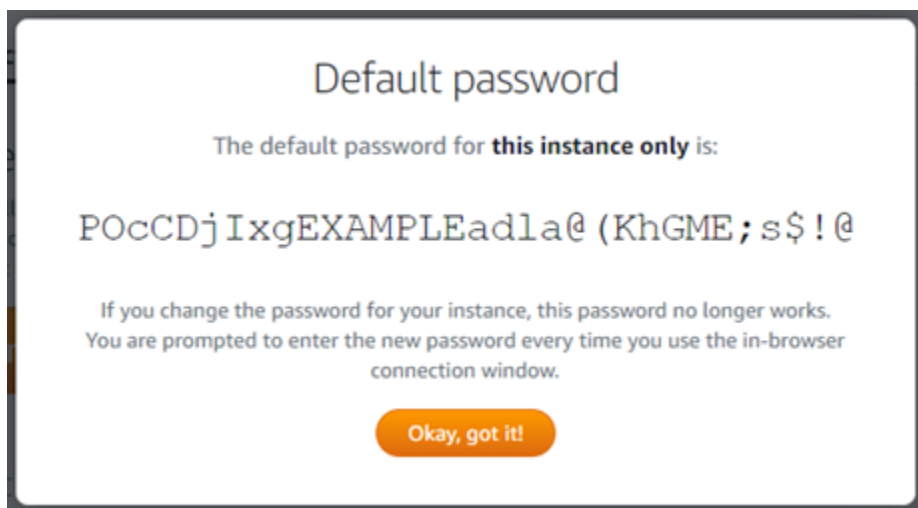 Default password
The default password for this instance only is:
POcCDjIxgEXAMPLEadla@(KhGME;s$!@
If you change the password for your instance, this password no longer works.
You are prompted to enter the new password every time you use the in-browser
connection window.
Okay, got it!